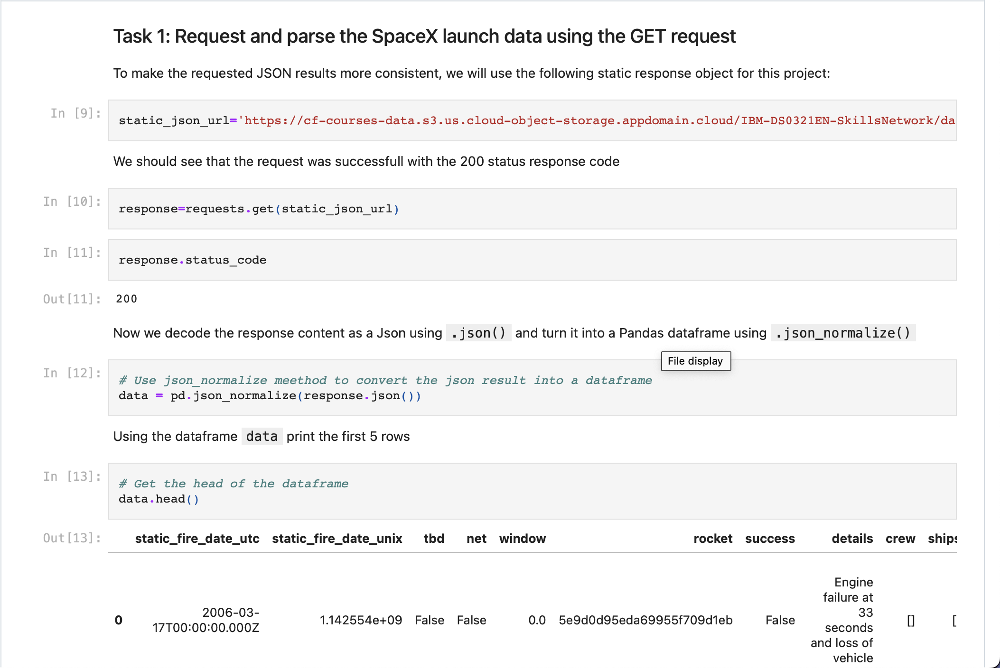 Task 1: Request and parse the SpaceX launch data using the GET request
To make the requested JSON results more consistent, we will use the following static response object for this project:
In [9]:
static_json_url='https://cf-courses-data.s3.us.cloud-object-storage.appdomain.cloud/IBM-DS0321EN-SkillsNetwork/da
We should see that the request was successfull with the 200 status response code
In [10]:
response=requests.get(static_json_url)
In [11]:
response.status_code
Out[11]:
200
Now we decode the response content as a Json using .json() and turn it into a Pandas dataframe using .json_normalize()
File display
In [12]:
# Use json_normalize meethod to convert the json result into a dataframe
data = pd.json_normalize(response.json())
Using the dataframe data print the first 5 rows
In [13]:
# Get the head of the dataframe
data.head()
Out[13]:
static_fire_date_utc static_fire_date_unix tbd net window rocket success details crew ships
0 2006-03-17T00:00:00.000Z 1.142554e+09 False False 0.0 5e9d0d95eda69955f709d1eb False
Engine
failure at
33
seconds
and loss of
vehicle
[] [